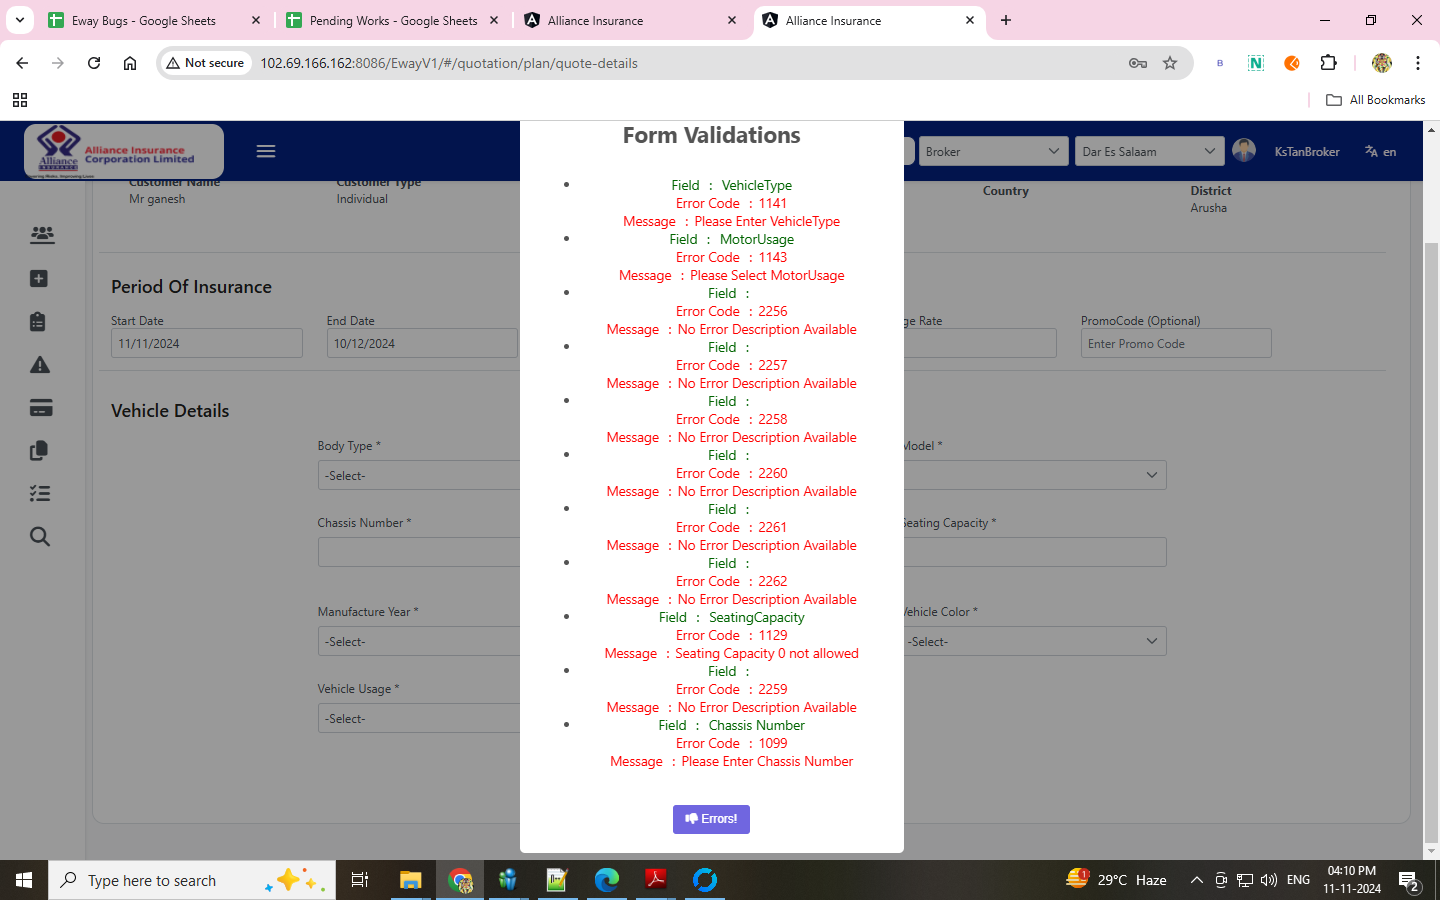 Eway Bugs - Google Sheets
Pending Works - Google Sheets
Alliance Insurance
Alliance Insurance
Not secure
102.69.166.162:8086/EwayV1/#/quotation/plan/quote-details
All Bookmarks
Alliance Insurance
Corporation Limited
Alliance
Broker
Dar Es Salaam
KsTanBroker
en
Customer Name
Customer Type
Country
District
Mr ganesh
Individual
Arusha
Period Of Insurance
Start Date
End Date
ge Rate
PromoCode (Optional)
11/11/2024
10/12/2024
Enter Promo Code
Vehicle Details
Body Type *
Model *
-Select-
Chassis Number *
Seating Capacity *
Manufacture Year *
Vehicle Color *
-Select-
-Select-
Vehicle Usage *
-Select-
Form Validations
Field : VehicleType
Error Code : 1141
Message : Please Enter VehicleType
Field : MotorUsage
Error Code : 1143
Message : Please Select MotorUsage
Field :
Error Code : 2256
Message : No Error Description Available
Field :
Error Code : 2257
Message : No Error Description Available
Field :
Error Code : 2258
Message : No Error Description Available
Field :
Error Code : 2260
Message : No Error Description Available
Field :
Error Code : 2261
Message : No Error Description Available
Field :
Error Code : 2262
Message : No Error Description Available
Field : SeatingCapacity
Error Code : 1129
Message : Seating Capacity 0 not allowed
Field :
Error Code : 2259
Message : No Error Description Available
Field : Chassis Number
Error Code : 1099
Message : Please Enter Chassis Number
Errors!
Type here to search
1
29°C Haze
ENG
04:10 PM
11-11-2024
2